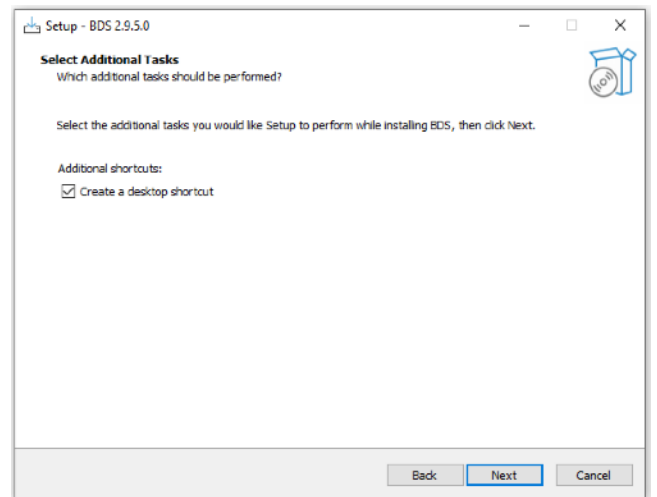 Setup - BDS 2.9.5.0
Select Additional Tasks
Which additional tasks should be performed?
Select the additional tasks you would like Setup to perform while installing BDS, then click Next.
Additional shortcuts:
Create a desktop shortcut
Back Next Cancel